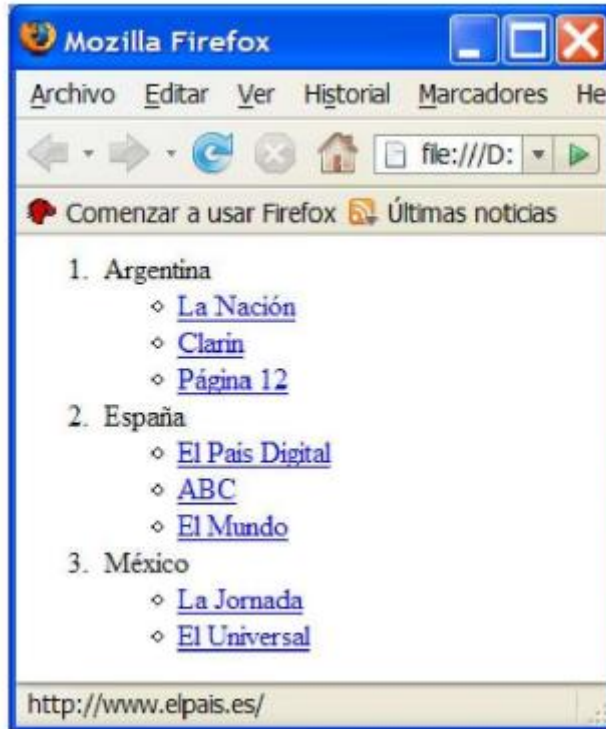 Mozilla Firefox
Archivo Editar Ver Historial Marcadores He
file:///D:
Comenzar a usar Firefox Últimas noticias
1. Argentina
La Nación
Clarin
Página 12
2. España
El Pais Digital
ABC
El Mundo
3. México
La Jornada
El Universal
http://www.elpais.es/